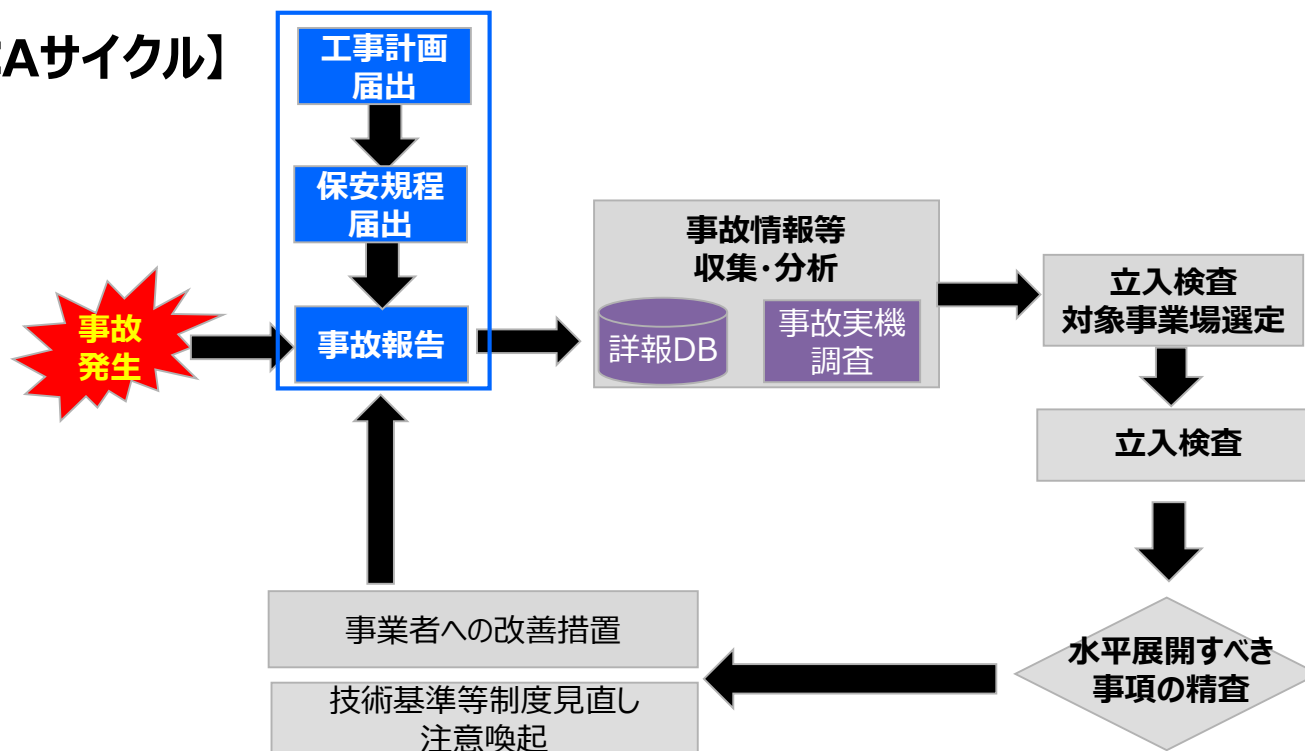 Aサイクル】
工事計画
届出
保安規程
届出
事故
発生
事故報告
事故情報等
収集・分析
詳報DB
事故実機
調査
立入検査
対象事業場選定
立入検査
水平展開すべき
事項の精査
事業者への改善措置
技術基準等制度見直し
注意喚起